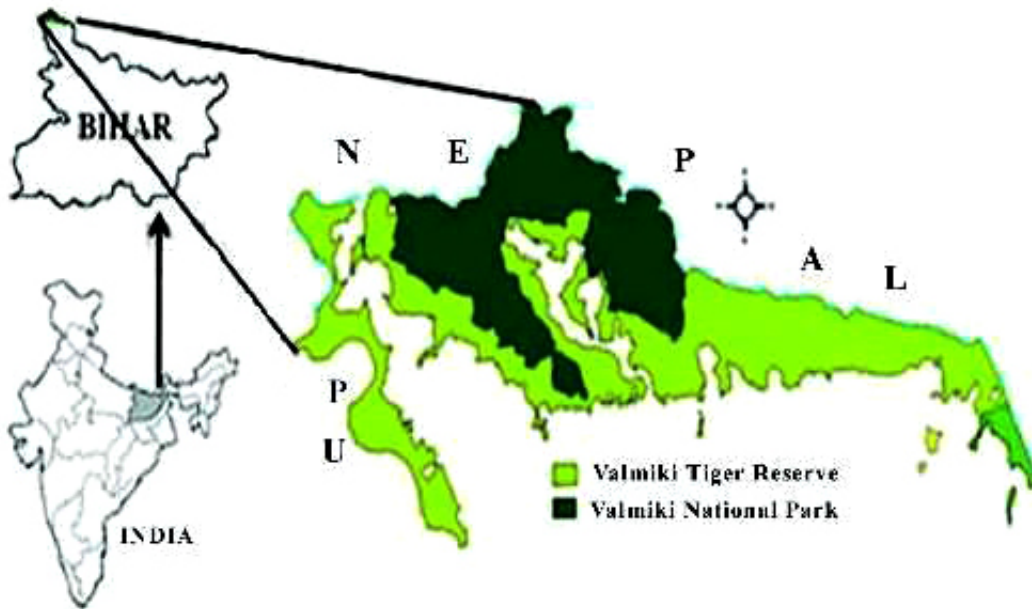 BIHAR
N E P A L
U P
INDIA
Valmiki Tiger Reserve
Valmiki National Park